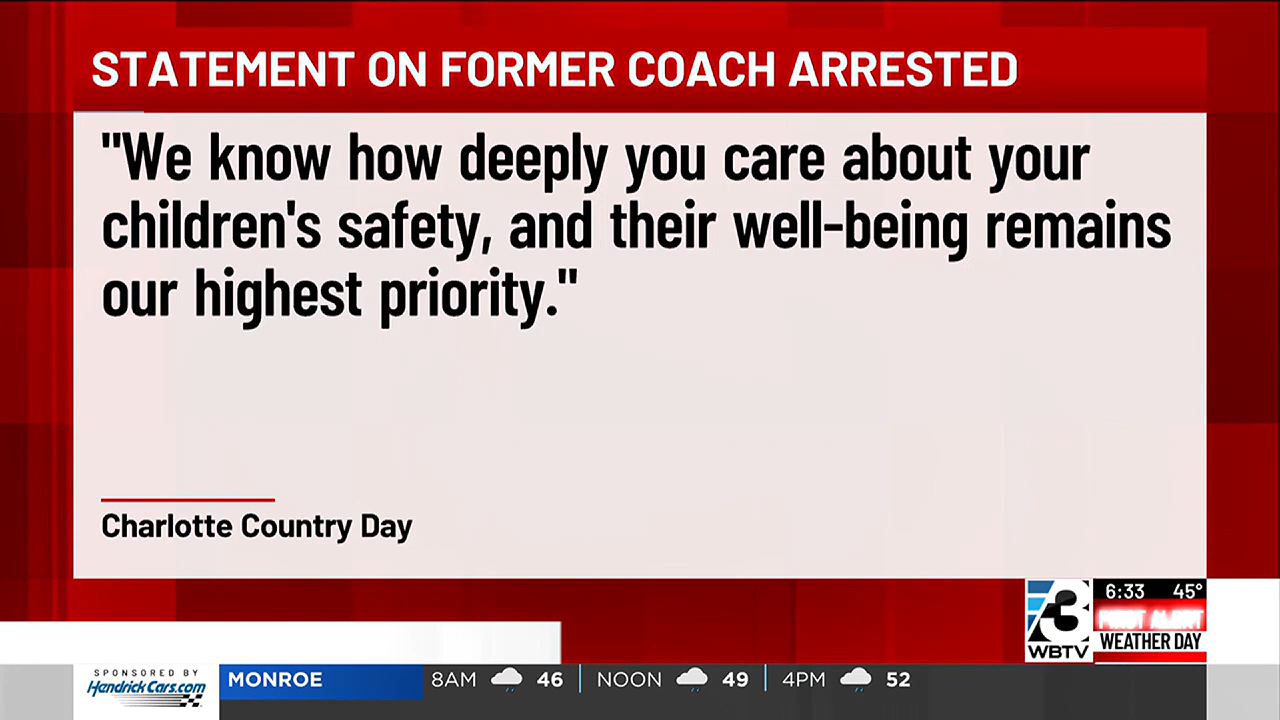 STATEMENT ON FORMER COACH ARRESTED
"We know how deeply you care about your
children's safety, and their well-being remains
our highest priority."
Charlotte Country Day
3
WBTV
6:33 45°
FIRST ALERT
WEATHER DAY
SPONSORED BY
HendrickCars.com
MONROE 8AM 46 NOON 49 4PM 52